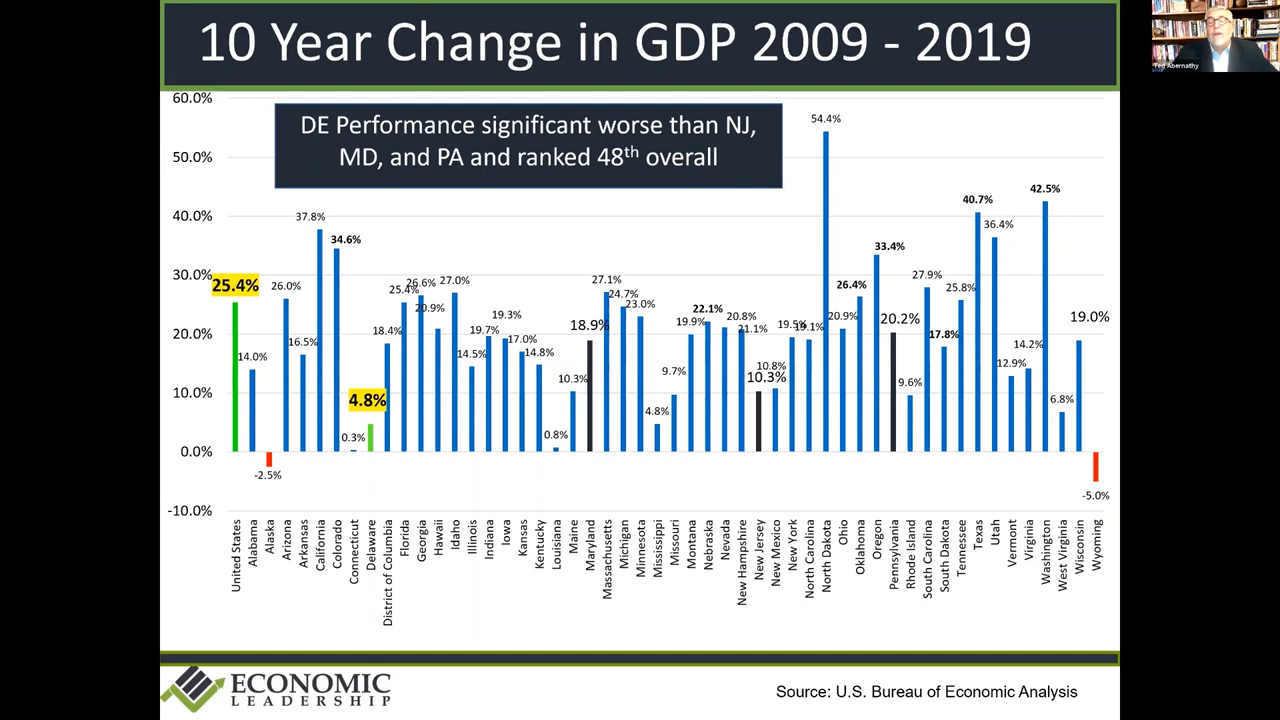 10 Year Change in GDP 2009 - 2019
Ted Abernathy
DE Performance significant worse than NJ,
MD, and PA and ranked 48th overall
60.0%
50.0%
40.0%
30.0%
20.0%
10.0%
0.0%
-10.0%
25.4%
14.0%
-2.5%
26.0%
16.5%
37.8%
34.6%
0.3%
4.8%
18.4%
25.4%
26.6%
20.9%
27.0%
14.5%
19.7%
19.3%
17.0%
14.8%
0.8%
10.3%
18.9%
27.1%
24.7%
23.0%
4.8%
9.7%
19.9%
22.1%
20.8%
21.1%
10.3%
10.8%
19.5%
19.1%
54.4%
20.9%
26.4%
33.4%
20.2%
9.6%
27.9%
17.8%
25.8%
40.7%
36.4%
12.9%
14.2%
42.5%
6.8%
19.0%
-5.0%
United States
Alabama
Alaska
Arizona
Arkansas
California
Colorado
Connecticut
Delaware
District of Columbia
Florida
Georgia
Hawaii
Idaho
Illinois
Indiana
Iowa
Kansas
Kentucky
Louisiana
Maine
Maryland
Massachusetts
Michigan
Minnesota
Mississippi
Missouri
Montana
Nebraska
Nevada
New Hampshire
New Jersey
New Mexico
New York
North Carolina
North Dakota
Ohio
Oklahoma
Oregon
Pennsylvania
Rhode Island
South Carolina
South Dakota
Tennessee
Texas
Utah
Vermont
Virginia
Washington
West Virginia
Wisconsin
Wyoming
ECONOMIC
LEADERSHIP
Source: U.S. Bureau of Economic Analysis